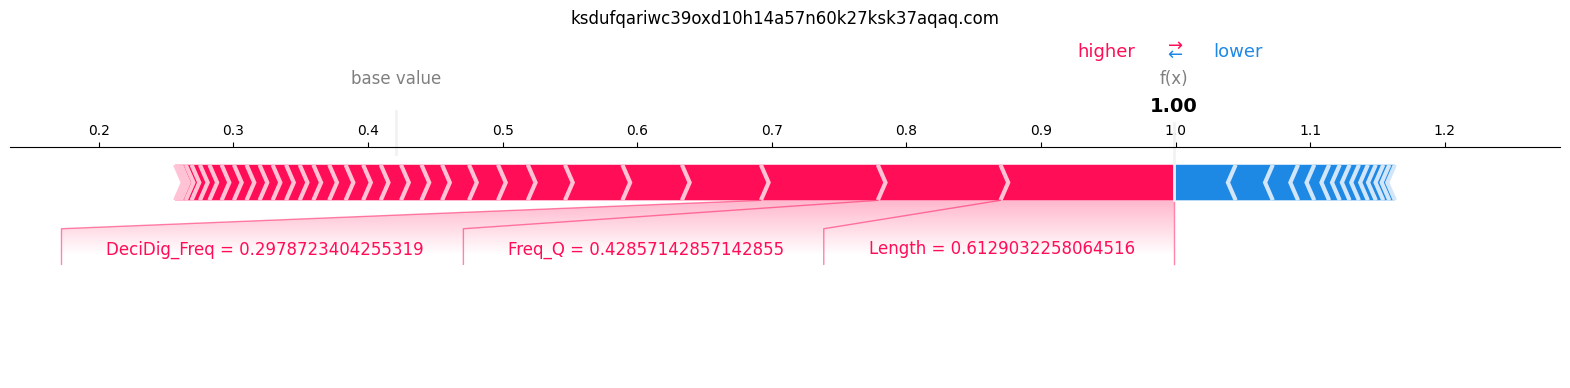 ksdufqariwc39oxd10h14a57n60k27ksk37aqaq.com
higher → ← lower
base value f(x)
1.00
0.2 0.3 0.4 0.5 0.6 0.7 0.8 0.9 1.0 1.1 1.2
DeciDig_Freq = 0.2978723404255319 Freq_Q = 0.42857142857142855 Length = 0.6129032258064516